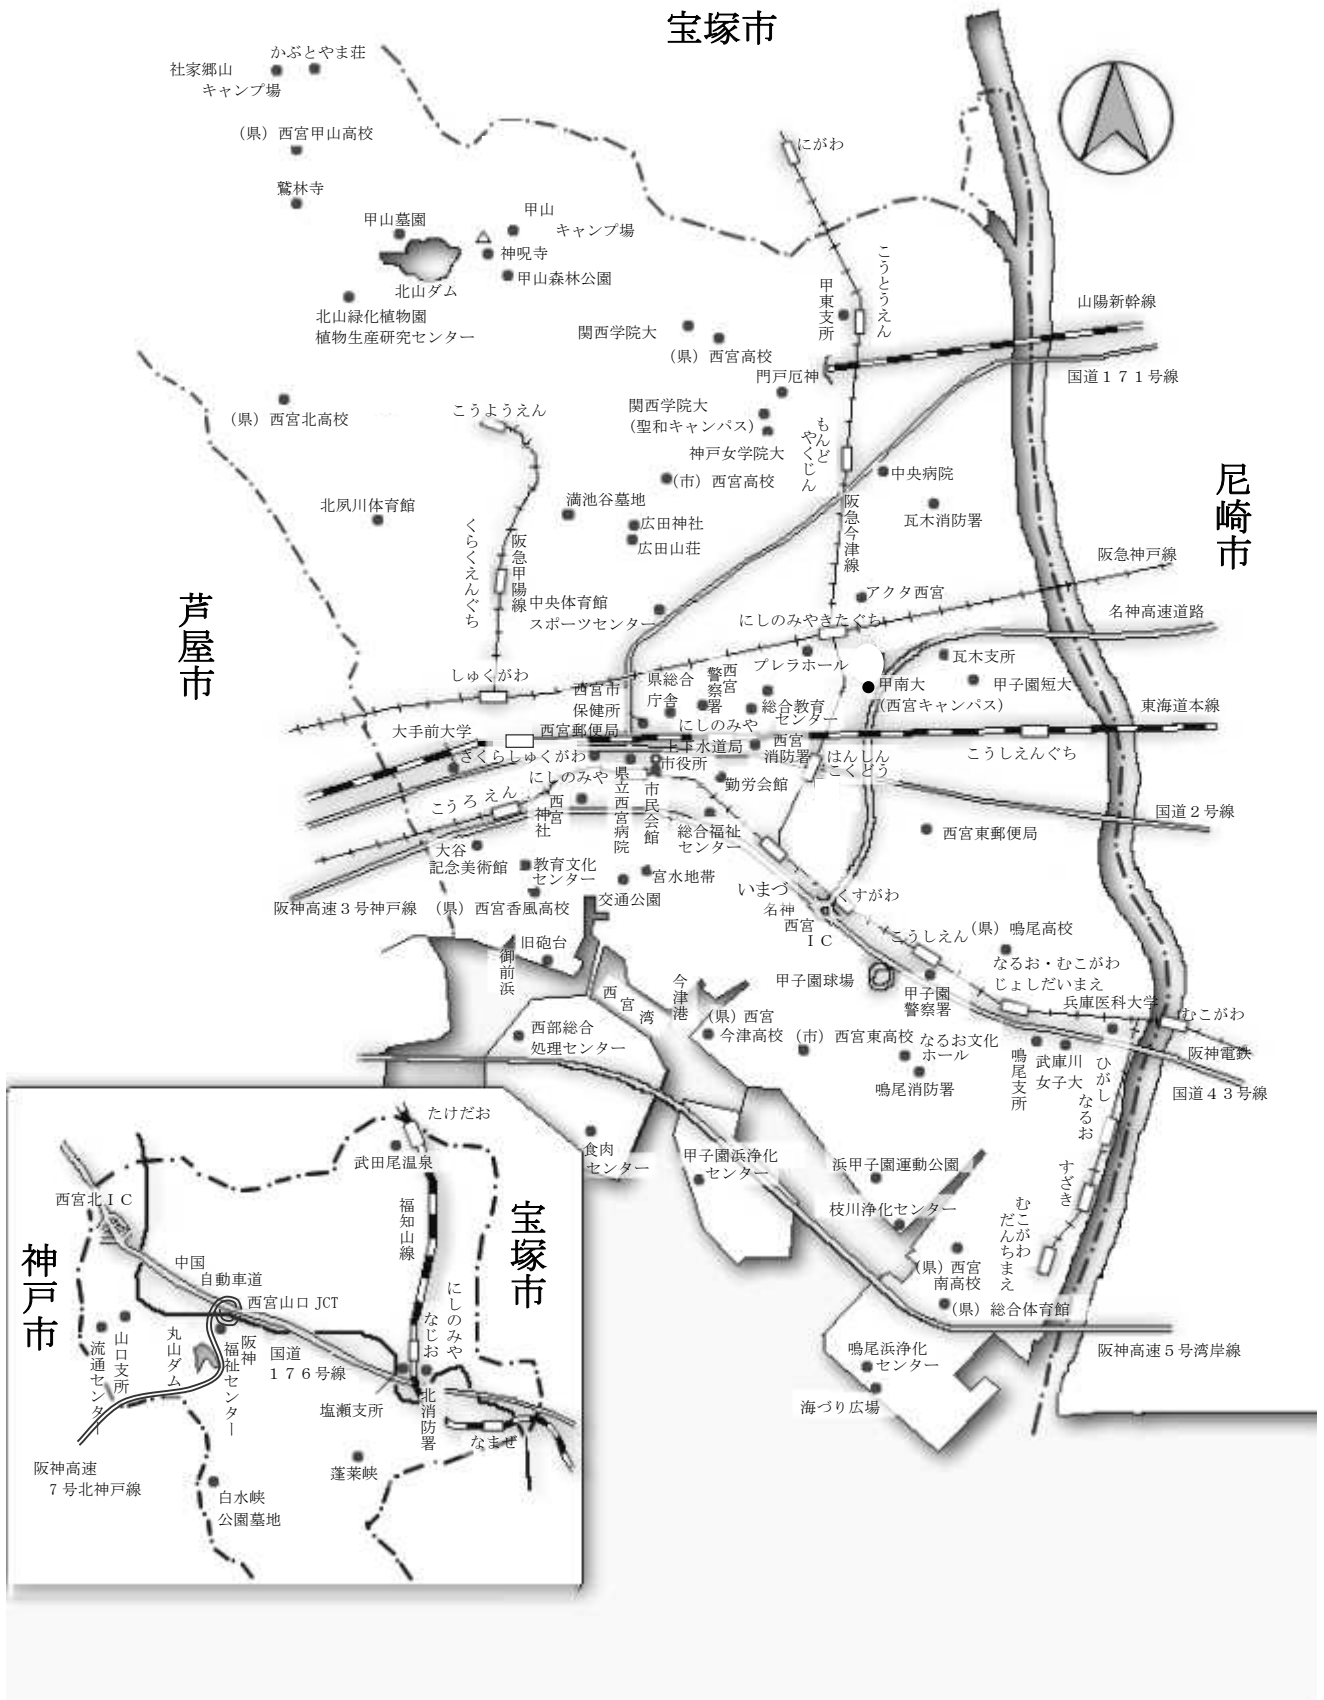 宝塚市
かぶとやま荘
社家郷山
キャンプ場
（県）西宮甲山高校
にがわ
鷲林寺
甲山墓園
甲山
キャンプ場
神呪寺
甲山森林公園
北山ダム
北山緑化植物園
植物生産研究センター
こうとうえん
甲東支所
山陽新幹線
関西学院大
（県）西宮高校
門戸厄神
国道１７１号線
関西学院大
（聖和キャンパス）
神戸女学院大
もんど
やくじん
（県）西宮北高校
こうようえん
（市）西宮高校
中央病院
瓦木消防署
尼崎市
北夙川体育館
満池谷墓地
広田神社
広田山荘
阪急今津線
くらくえんぐち
阪急甲陽線
阪急神戸線
芦屋市
中央体育館
スポーツセンター
アクタ西宮
名神高速道路
にしのみやきたぐち
プレラホール
瓦木支所
しゅくがわ
西宮市
保健所
県総合
庁舎
西宮
警察署
総合教育
センター
甲南大
（西宮キャンパス）
甲子園短大
東海道本線
大手前大学
西宮郵便局
にしのみや
さくらしゅくがわ
上下水道局
市役所
西宮
消防署
はんしん
こくどう
こうしえんぐち
にしのみや
勤労会館
こうろえん
西宮
神社
県立西宮病院
市民会館
総合福祉
センター
国道２号線
西宮東郵便局
大谷
記念美術館
教育文化
センター
宮水地帯
交通公園
いまづ
くすがわ
名神
西宮
ＩＣ
阪神高速３号神戸線
（県）西宮香風高校
旧砲台
御前浜
こうしえん
（県）鳴尾高校
なるお・むこがわ
じょしだいまえ
兵庫医科大学
むこがわ
西宮湾
今津港
甲子園球場
甲子園
警察署
（県）西宮
今津高校
（市）西宮東高校
なるお文化
ホール
鳴尾消防署
鳴尾支所
武庫川
女子大
阪神電鉄
国道４３号線
西部総合
処理センター
ひがし
なるお
すざき
むこがわ
だんちまえ
食肉
センター
甲子園浜浄化
センター
浜甲子園運動公園
枝川浄化センター
（県）西宮
南高校
（県）総合体育館
鳴尾浜浄化
センター
海づり広場
阪神高速５号湾岸線
たけだお
武田尾温泉
西宮北ＩＣ
福知山線
宝塚市
神戸市
中国
自動車道
西宮山口 JCT
にしのみや
なじお
山口支所
流通センター
丸山ダム
阪神
福祉センター
国道
１７６号線
塩瀬支所
北消防署
なまぜ
阪神高速
７号北神戸線
蓬莱峡
白水峡
公園墓地